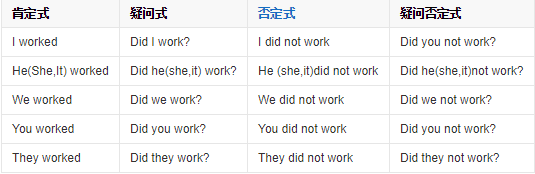 肯定式 疑问式 否定式 疑问否定式
I worked Did I work? I did not work Did you not work?
He(She,It) worked Did he(she,it) work? He (she,it)did not work Did he(she,it)not work?
We worked Did we work? We did not work Did we not work?
You worked Did you work? You did not work Did you not work?
They worked Did they work? They did not work Did they not work?